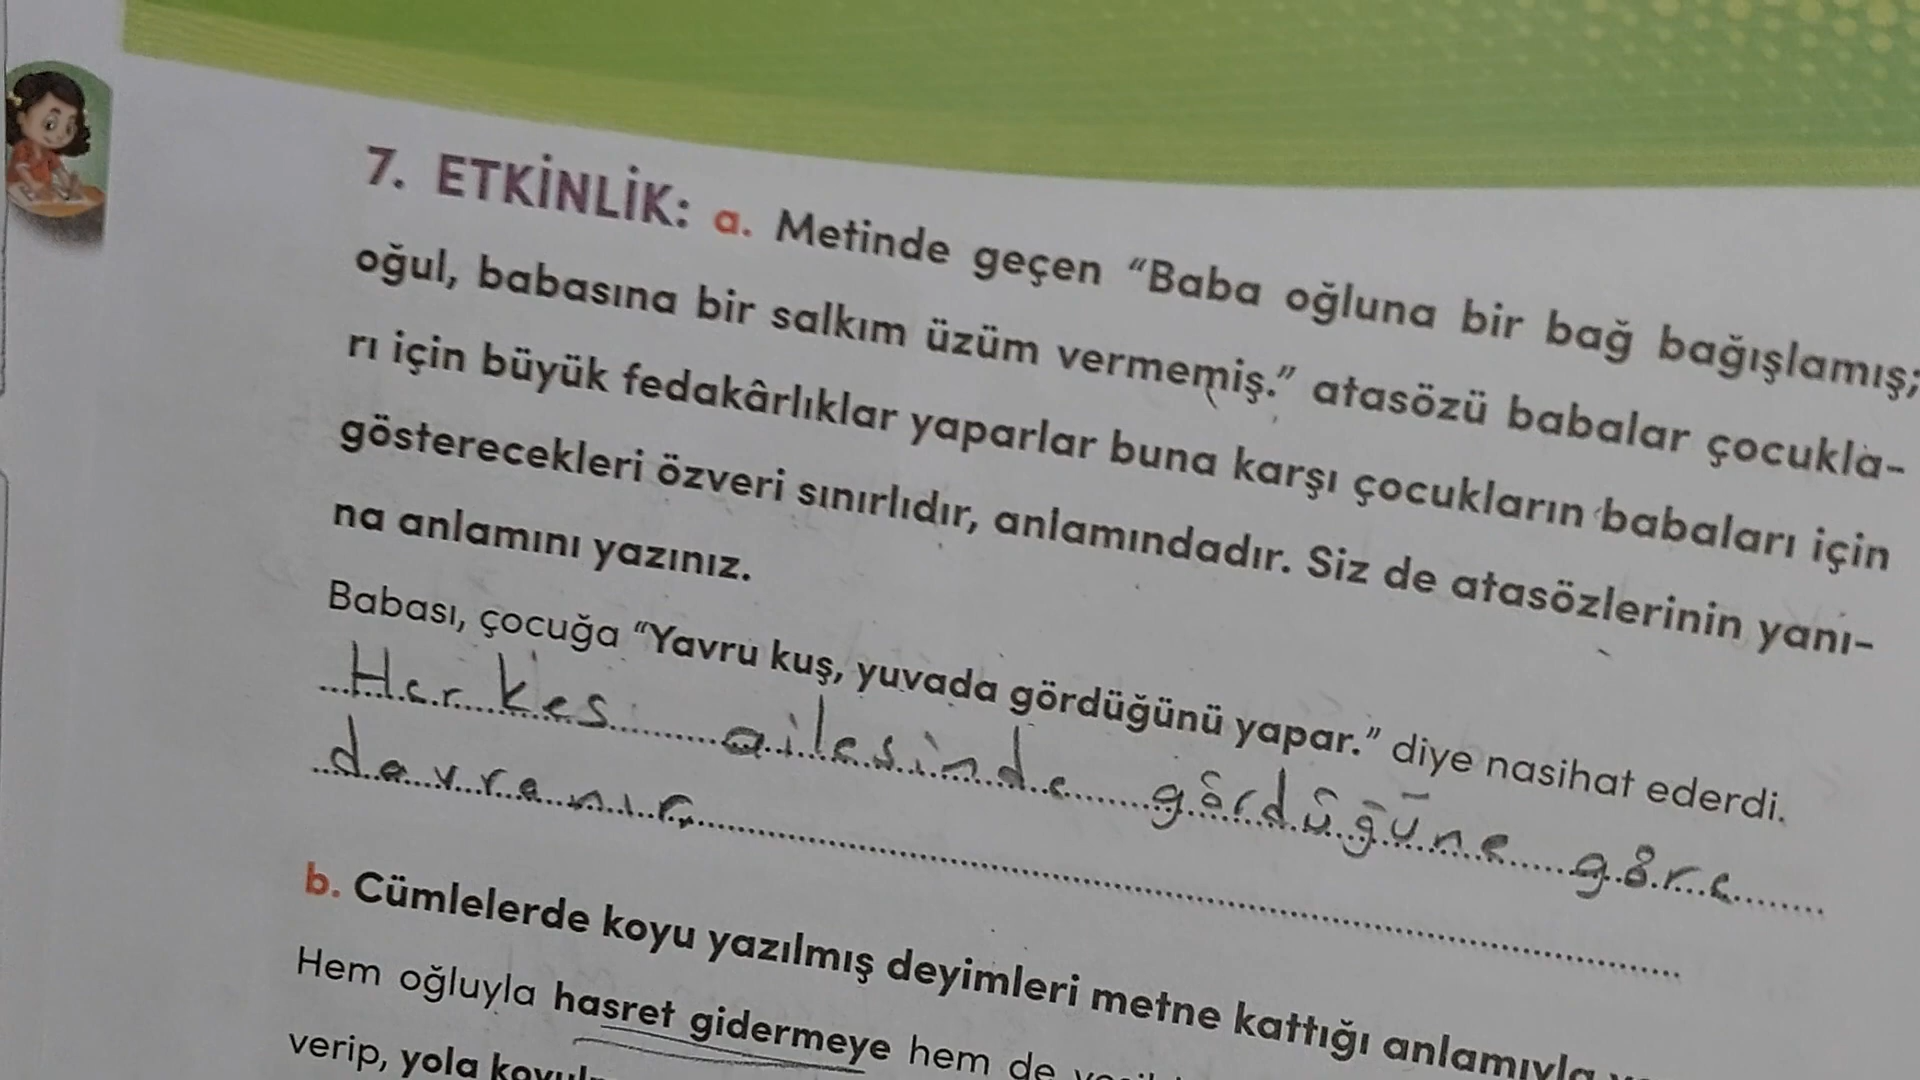 7. ETKİNLİK: a. Metinde geçen “Baba oğluna bir bağ bağışlamış;
oğul, babasına bir salkım üzüm vermemiş.” atasözü babalar çocukla-
rı için büyük fedakârlıklar yaparlar buna karşı çocukların babaları için
gösterecekleri özveri sınırlıdır, anlamındadır. Siz de atasözlerinin yanı-
na anlamını yazınız.
Babası, çocuğa “Yavru kuş, yuvada gördüğünü yapar.” diye nasihat ederdi.
Herkes ailesinde gördüğüne göre
davranır.
b. Cümlelerde koyu yazılmış deyimleri metne kattığı anlamıyla
Hem oğluyla hasret gidermeye hem de
verip, yola